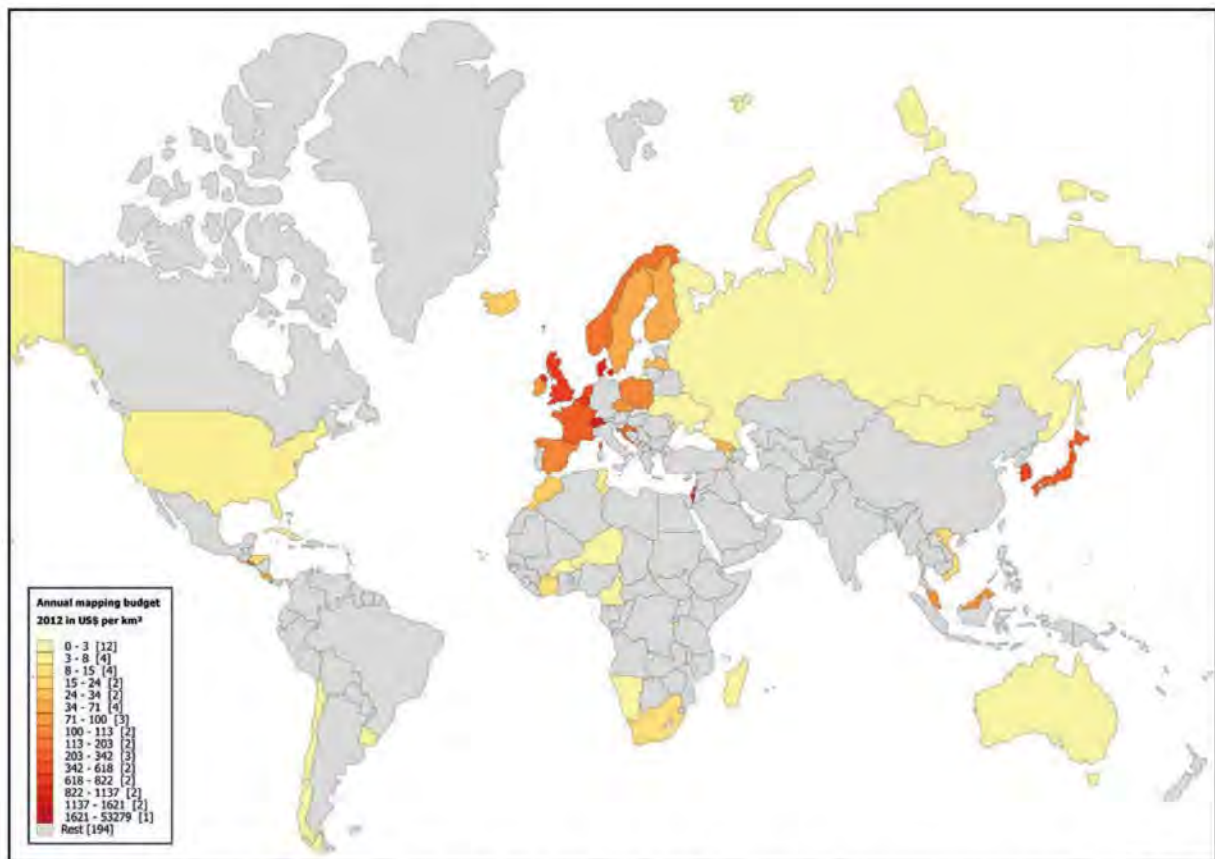 Annual mapping budget
2012 in US$ per km²
0 - 3 [12]
3 - 8 [4]
8 - 15 [4]
15 - 24 [2]
24 - 34 [2]
34 - 71 [4]
71 - 100 [3]
100 - 113 [2]
113 - 203 [2]
203 - 342 [3]
342 - 618 [2]
618 - 822 [2]
822 - 1137 [2]
1137 - 1621 [2]
1621 - 53279 [1]
Rest [194]